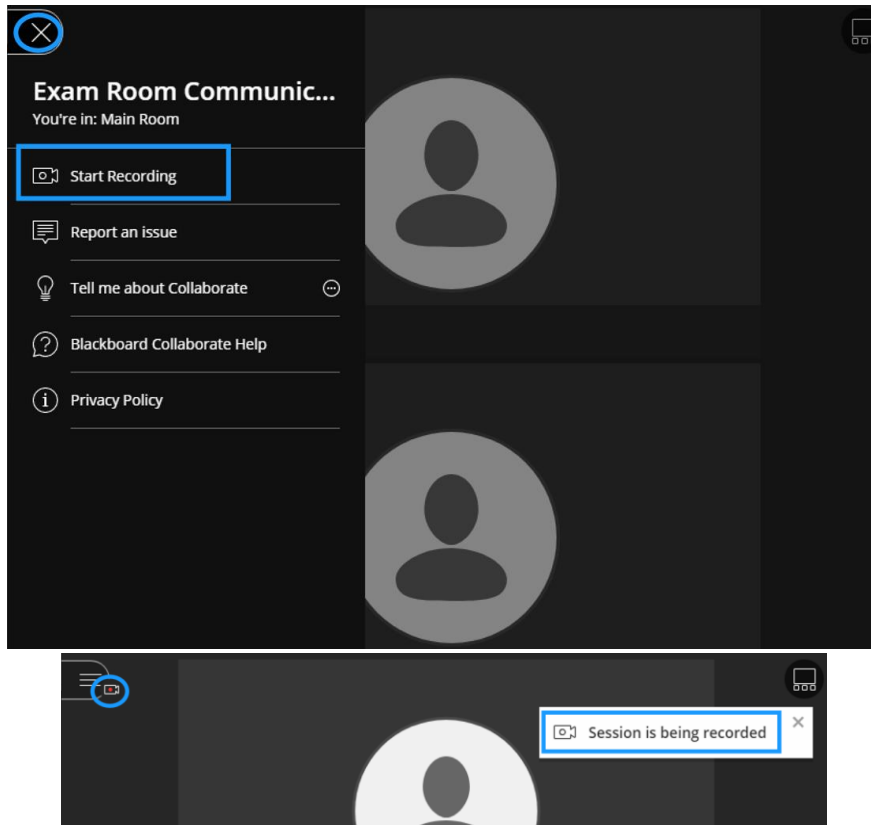 Exam Room Communic...
You're in: Main Room
Start Recording
Report an issue
Tell me about Collaborate
Blackboard Collaborate Help
Privacy Policy
Session is being recorded